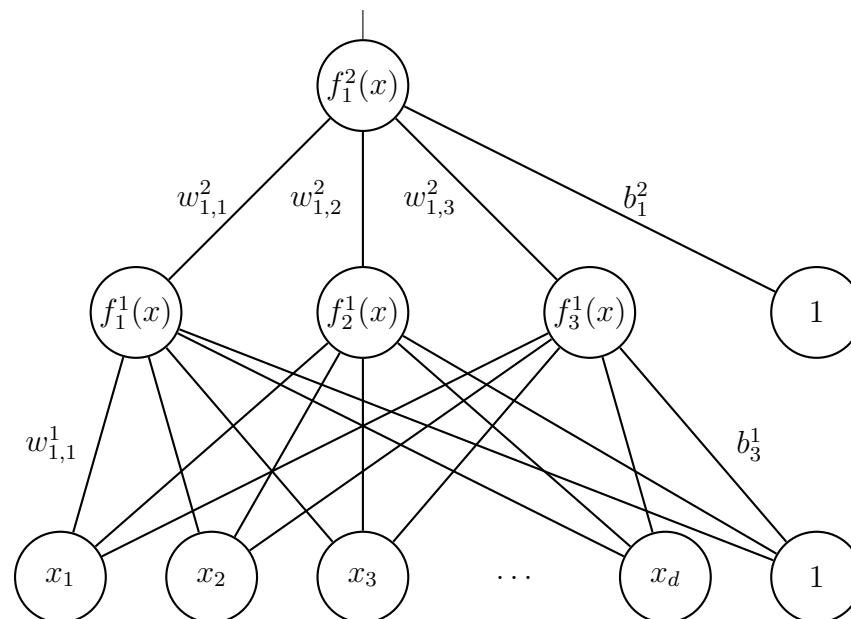 f_1^2(x)
w_{1,1}^2 w_{1,2}^2 w_{1,3}^2 b_1^2
f_1^1(x) f_2^1(x) f_3^1(x) 1
w_{1,1}^1 b_3^1
x_1 x_2 x_3 ... x_d 1